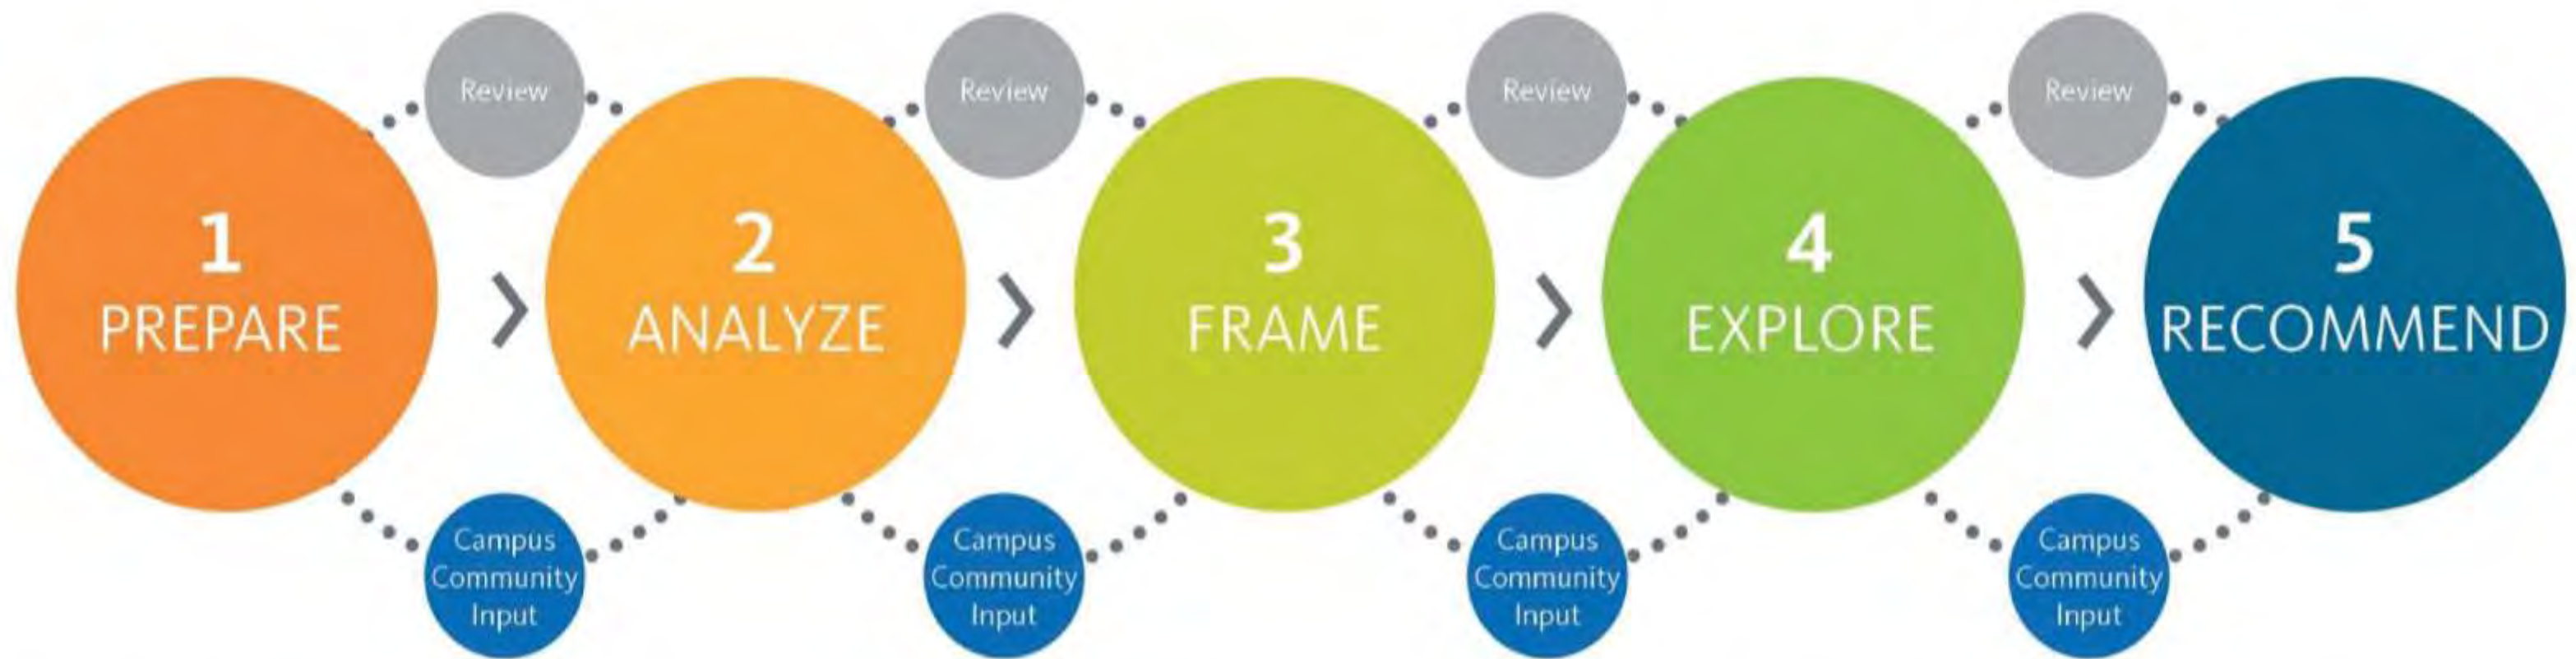 Review
Review
Review
Review
1
PREPARE
2
ANALYZE
3
FRAME
4
EXPLORE
5
RECOMMEND
Campus
Community
Input
Campus
Community
Input
Campus
Community
Input
Campus
Community
Input